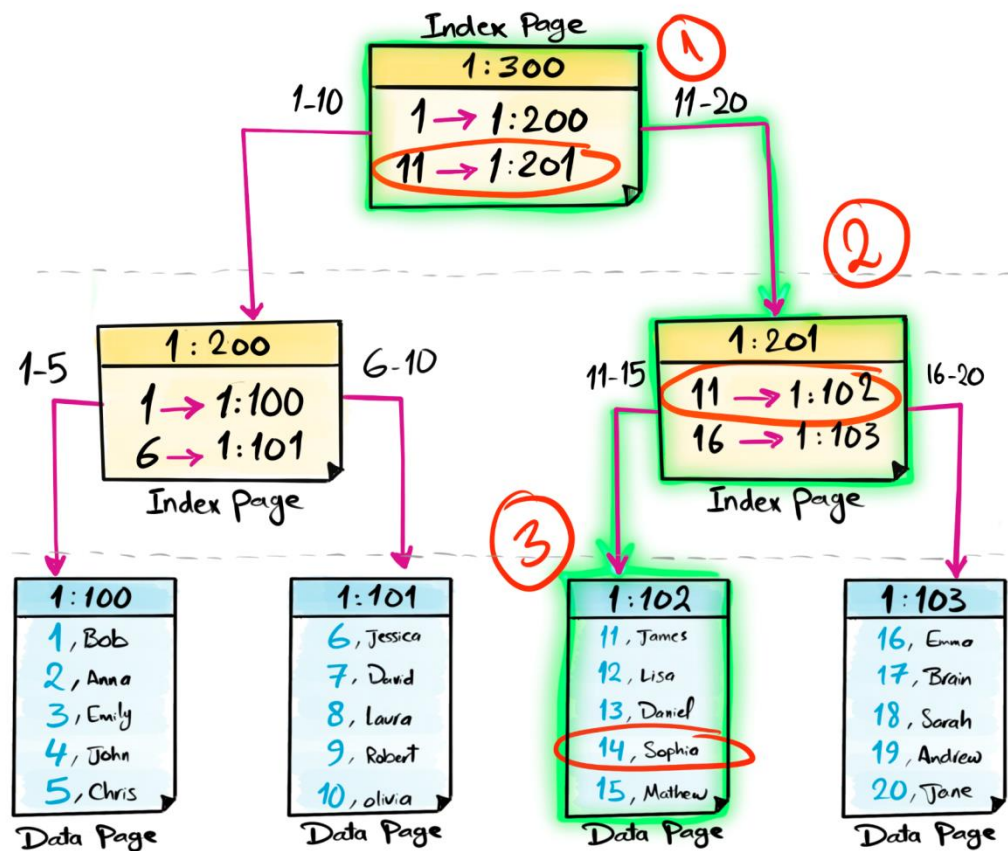 Index Page
1
1:300
1-10
11-20
1 → 1:200
11 → 1:201
2
1:200
1:201
1-5
6-10
11-15
16-20
1 → 1:100
6 → 1:101
11 → 1:102
16 → 1:103
Index Page
Index Page
3
1:100
1, Bob
2, Anna
3, Emily
4, John
5, Chris
Data Page
1:101
6, Jessica
7, David
8, Laura
9, Robert
10, olivia
Data Page
1:102
11, James
12, Lisa
13, Daniel
14, Sophia
15, Mathew
Data Page
1:103
16, Emma
17, Brain
18, Sarah
19, Andrew
20, Jane
Data Page